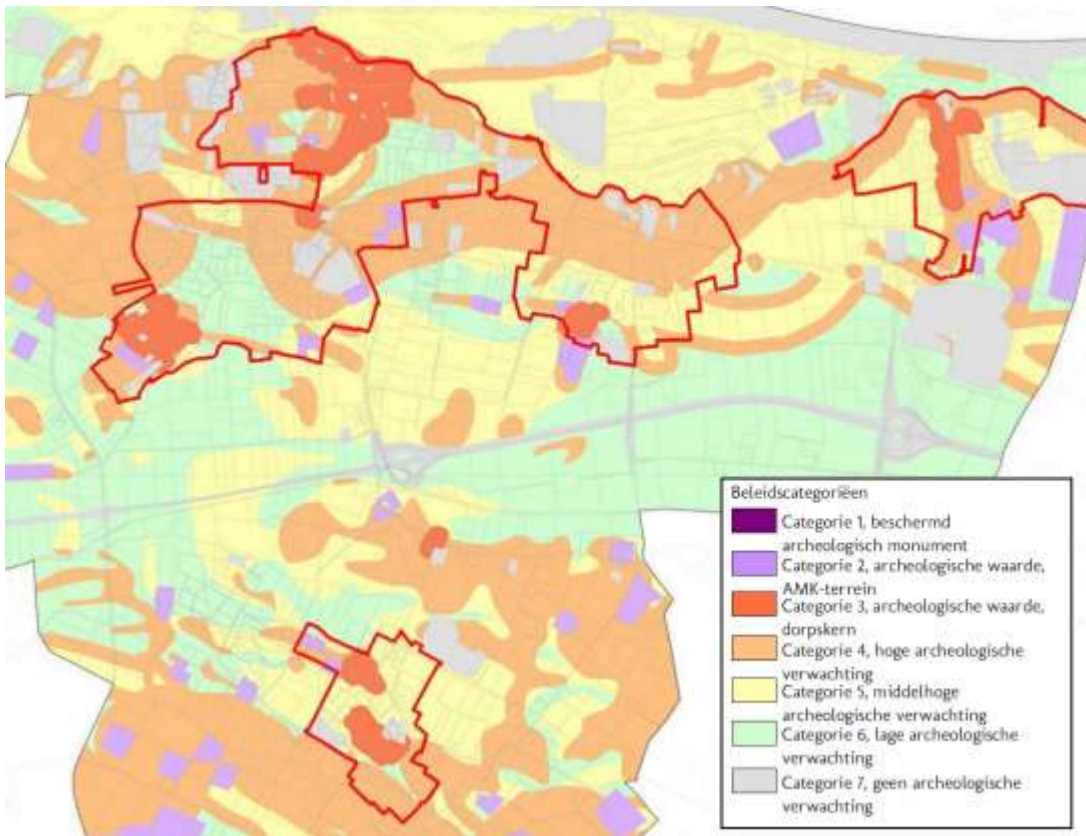 Beleidscategorieën
Categorie 1, beschermd
archeologisch monument
Categorie 2, archeologische waarde,
AMK-terrein
Categorie 3, archeologische waarde,
dorpskern
Categorie 4, hoge archeologische
verwachting
Categorie 5, middelhoge
archeologische verwachting
Categorie 6, lage archeologische
verwachting
Categorie 7, geen archeologische
verwachting